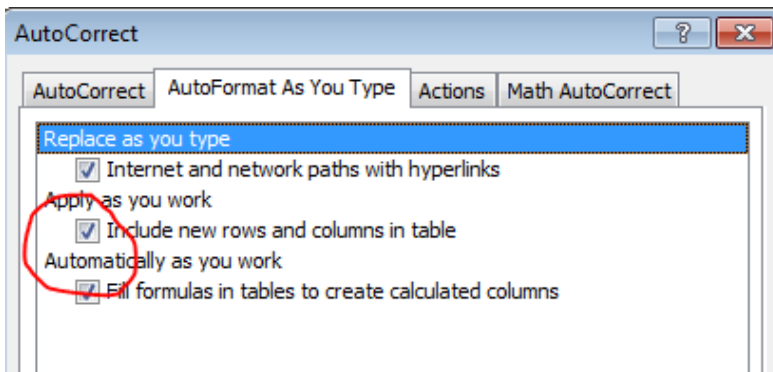 AutoCorrect
AutoCorrect AutoFormat As You Type Actions Math AutoCorrect
Replace as you type
Internet and network paths with hyperlinks
Apply as you work
Include new rows and columns in table
Automatically as you work
Fill formulas in tables to create calculated columns